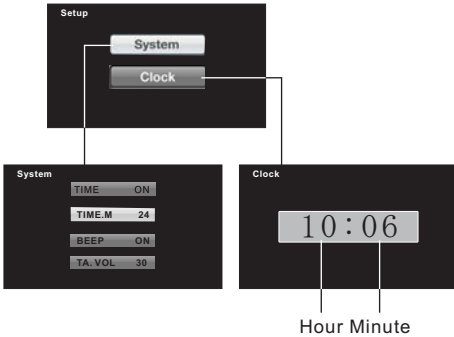 Setup
System
Clock
System
TIME ON
TIME.M 24
BEEP ON
TA.VOL 30
Clock
10:06
Hour Minute